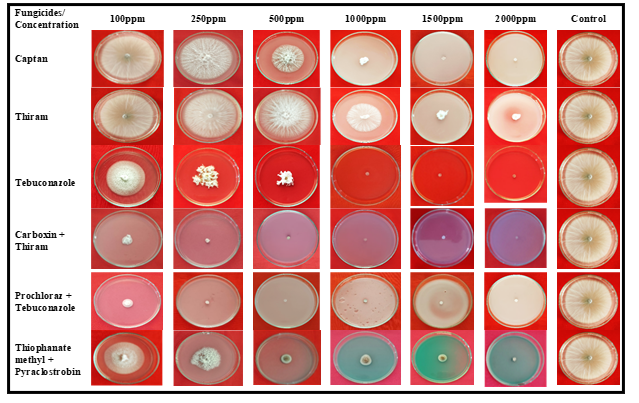 Fungicides/
Concentration
100ppm 250ppm 500ppm 1000ppm 1500ppm 2000ppm Control
Captan
Thiram
Tebuconazole
Carboxin +
Thiram
Prochloraz +
Tebuconazole
Thiophanate
methyl +
Pyraclostrobin